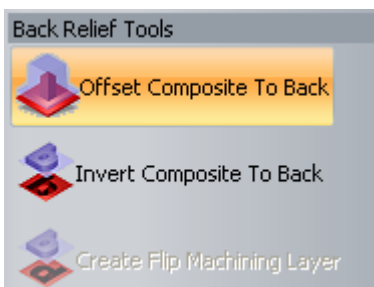 Back Relief Tools
Offset Composite To Back
Invert Composite To Back
Create Flip Machining Layer